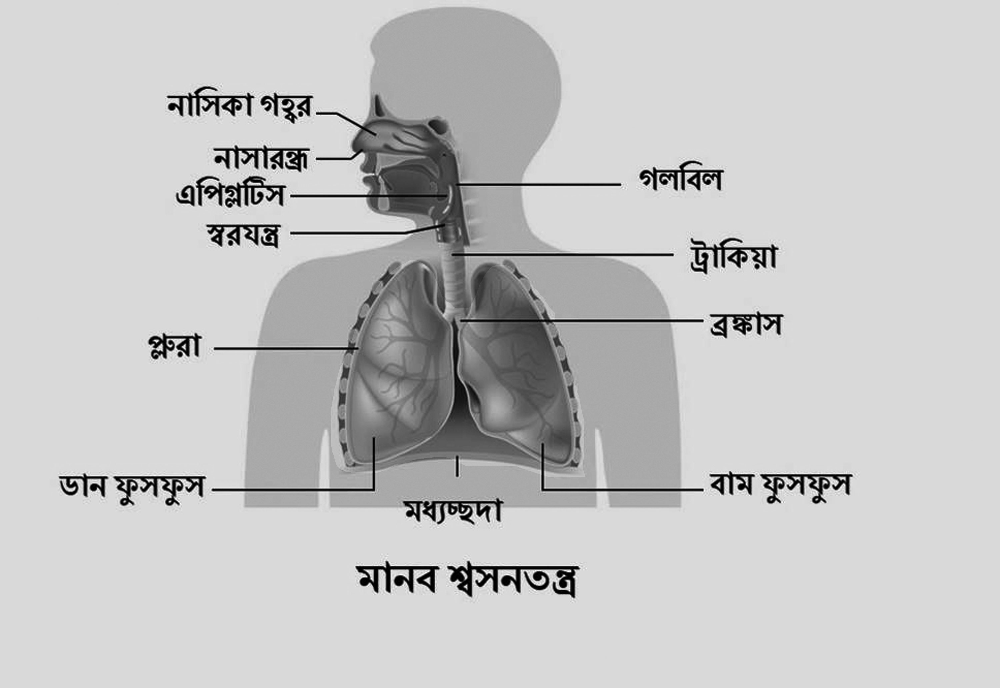 নাসিকা গহ্বর
নাসারন্ধ্র
এপিগ্লটিস
স্বরযন্ত্র
গলবিল
ট্রাকিয়া
ব্রঙ্কাস
প্লুরা
ডান ফুসফুস
বাম ফুসফুস
মধ্যচ্ছদা
মানব শ্বসনতন্ত্র